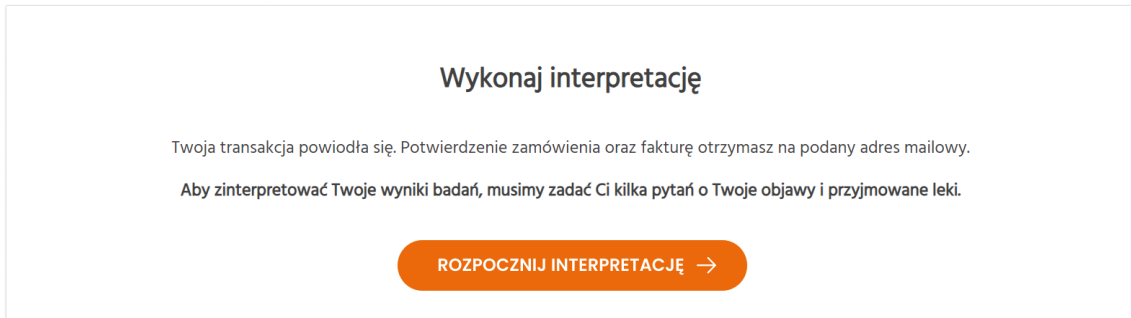 Wykonaj interpretację
Twoja transakcja powiodła się. Potwierdzenie zamówienia oraz fakturę otrzymasz na podany adres mailowy.
Aby zinterpretować Twoje wyniki badań, musimy zadać Ci kilka pytań o Twoje objawy i przyjmowane leki.
ROZPOCZNIJ INTERPRETACJĘ →